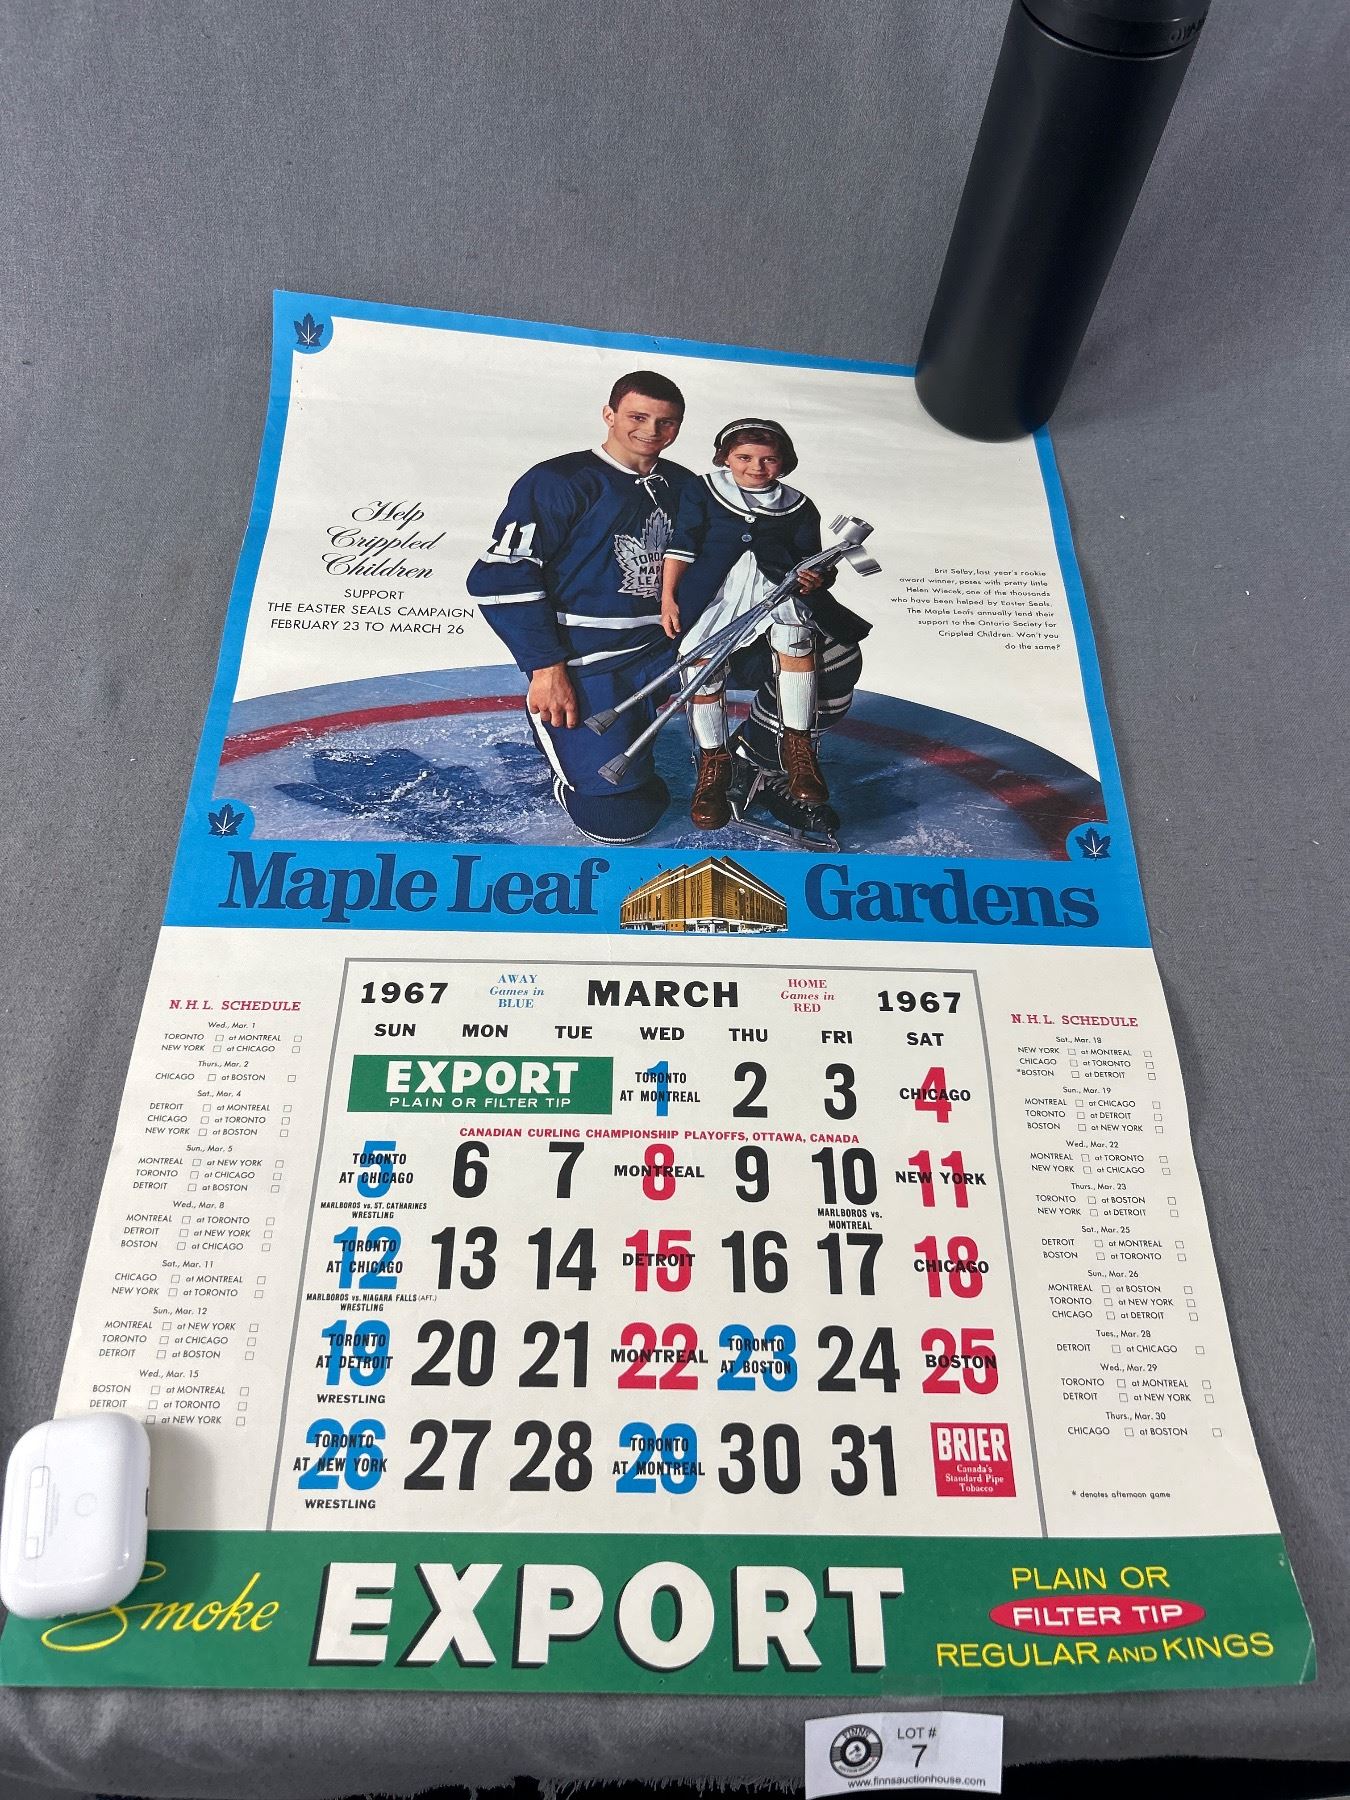 Help
Crippled
Children
SUPPORT
THE EASTER SEALS CAMPAIGN
FEBRUARY 23 TO MARCH 26
11
TORO
MAP
LEA
Brit Selby, last year's rookie
award winner, poses with pretty little
Helen Wiecek, one of the thousands
who have been helped by Easter Seals.
The Maple Leafs annually lend their
support to the Ontario Society for
Crippled Children. Won't you
do the same?
Maple Leaf Gardens
N.H.L. SCHEDULE
Wed., Mar. 1
TORONTO at MONTREAL
NEW YORK at CHICAGO
Thurs., Mar. 2
CHICAGO at BOSTON
Sat., Mar. 4
DETROIT at MONTREAL
CHICAGO at TORONTO
NEW YORK at BOSTON
Sun., Mar. 5
MONTREAL at NEW YORK
TORONTO at CHICAGO
DETROIT at BOSTON
Wed., Mar. 8
MONTREAL at TORONTO
DETROIT at NEW YORK
BOSTON at CHICAGO
Sat., Mar. 11
CHICAGO at MONTREAL
NEW YORK at TORONTO
Sun., Mar. 12
MONTREAL at NEW YORK
TORONTO at CHICAGO
DETROIT at BOSTON
Wed., Mar. 15
BOSTON at MONTREAL
DETROIT at TORONTO
at NEW YORK
1967 AWAY Games in BLUE MARCH HOME Games in RED 1967
SUN MON TUE WED THU FRI SAT
EXPORT
PLAIN OR FILTER TIP
1 2 3 4
TORONTO AT MONTREAL
CHICAGO
CANADIAN CURLING CHAMPIONSHIP PLAYOFFS, OTTAWA, CANADA
5 6 7 8 9 10 11
TORONTO AT CHICAGO
MONTREAL
NEW YORK
MARLBOROS vs. ST. CATHARINES
WRESTLING
MARLBOROS vs.
MONTREAL
12 13 14 15 16 17 18
TORONTO AT CHICAGO
DETROIT
CHICAGO
MARLBOROS vs. NIAGARA FALLS (AFT.)
WRESTLING
19 20 21 22 23 24 25
TORONTO AT DETROIT
MONTREAL
TORONTO AT BOSTON
BOSTON
WRESTLING
26 27 28 29 30 31
TORONTO AT NEW YORK
TORONTO AT MONTREAL
WRESTLING
BRIER
Canada's
Standard Pipe
Tobacco
N.H.L. SCHEDULE
Sat., Mar. 18
NEW YORK at MONTREAL
CHICAGO at TORONTO
*BOSTON at DETROIT
Sun., Mar. 19
MONTREAL at CHICAGO
TORONTO at DETROIT
BOSTON at NEW YORK
Wed., Mar. 22
MONTREAL at TORONTO
NEW YORK at CHICAGO
Thurs., Mar. 23
TORONTO at BOSTON
NEW YORK at DETROIT
Sat., Mar. 25
DETROIT at MONTREAL
BOSTON at TORONTO
Sun., Mar. 26
MONTREAL at BOSTON
TORONTO at NEW YORK
CHICAGO at DETROIT
Tues., Mar. 28
DETROIT at CHICAGO
Wed., Mar. 29
TORONTO at MONTREAL
DETROIT at NEW YORK
Thurs., Mar. 30
CHICAGO at BOSTON
* denotes afternoon game
Smoke EXPORT
PLAIN OR
FILTER TIP
REGULAR AND KINGS
LOT #
7
www.finnsauctionhouse.com